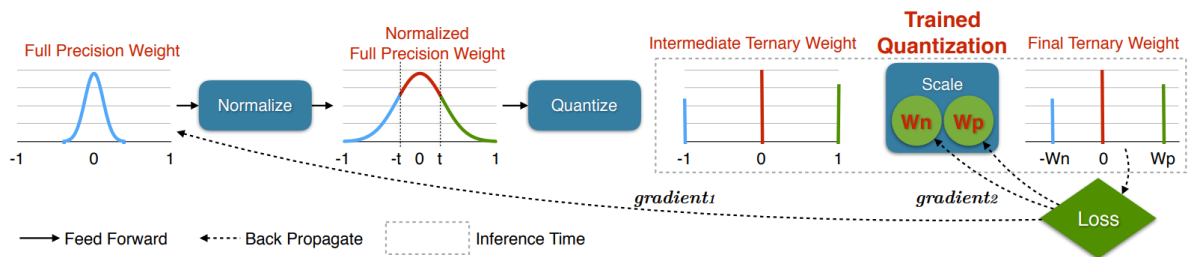 Full Precision Weight
-1
0
1
Normalize
Normalized
Full Precision Weight
-1
-t
0
t
1
Quantize
Intermediate Ternary Weight
-1
0
1
Trained
Quantization
Scale
Wn
Wp
Final Ternary Weight
-Wn
0
Wp
gradient1
gradient2
Loss
Feed Forward
Back Propagate
Inference Time